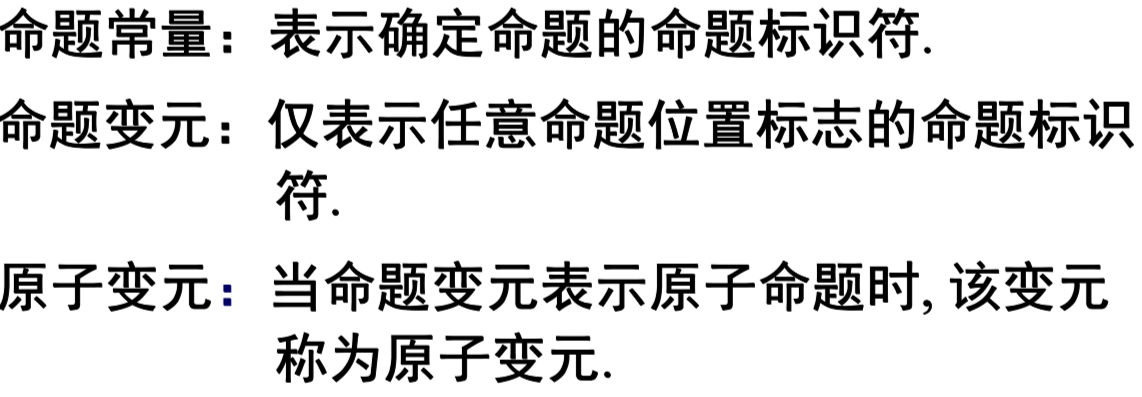 命题常量：表示确定命题的命题标识符.
命题变元：仅表示任意命题位置标志的命题标识
符.
原子变元：当命题变元表示原子命题时, 该变元
称为原子变元.